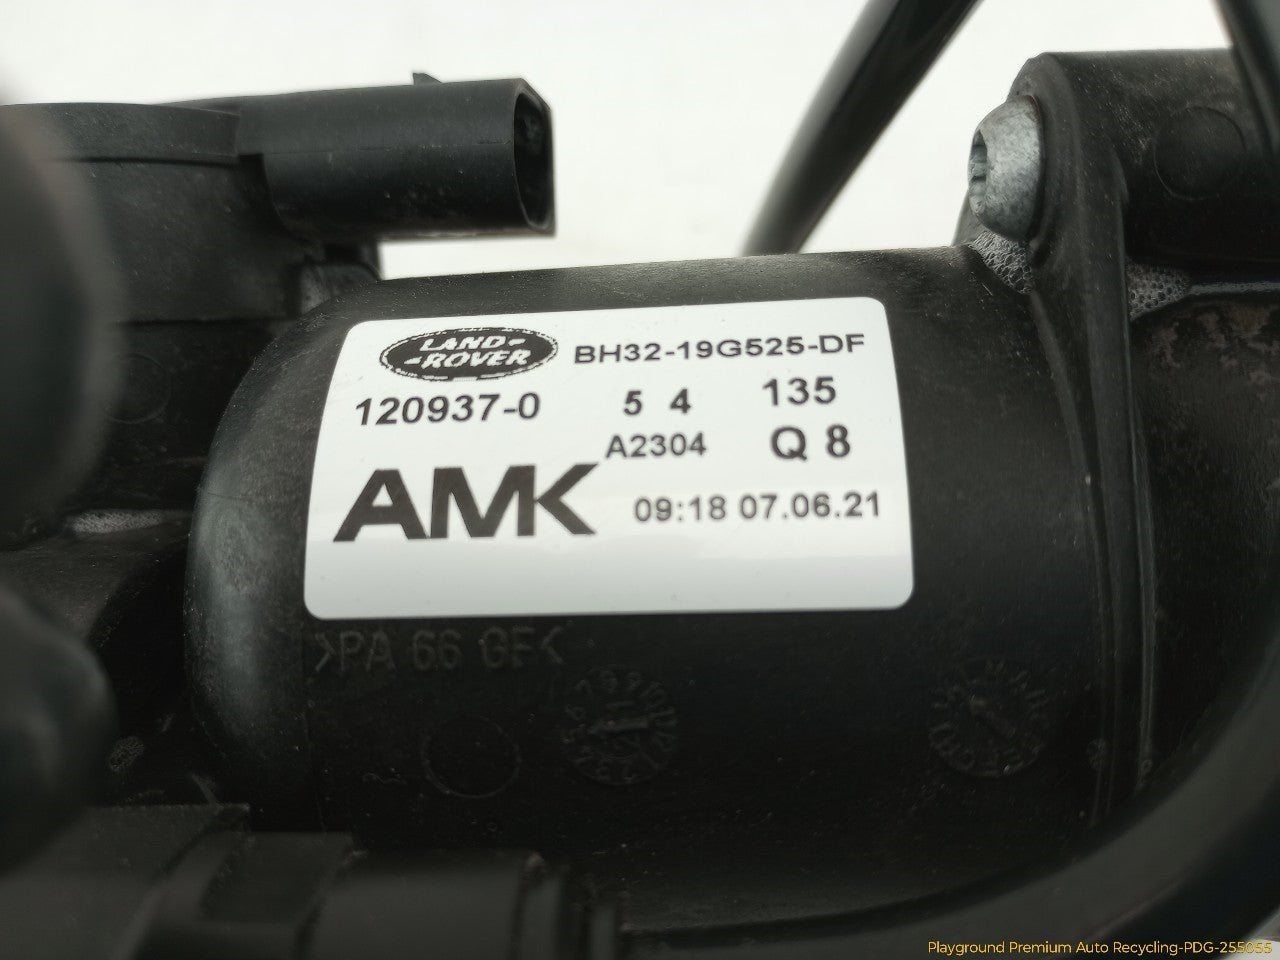 LAND-
-ROVER
BH32-19G525-DF
120937-0
5 4
135
A2304
Q 8
AMK
09:18 07.06.21
>PA 66 GF<
Playground Premium Auto Recycling-PDG-255055